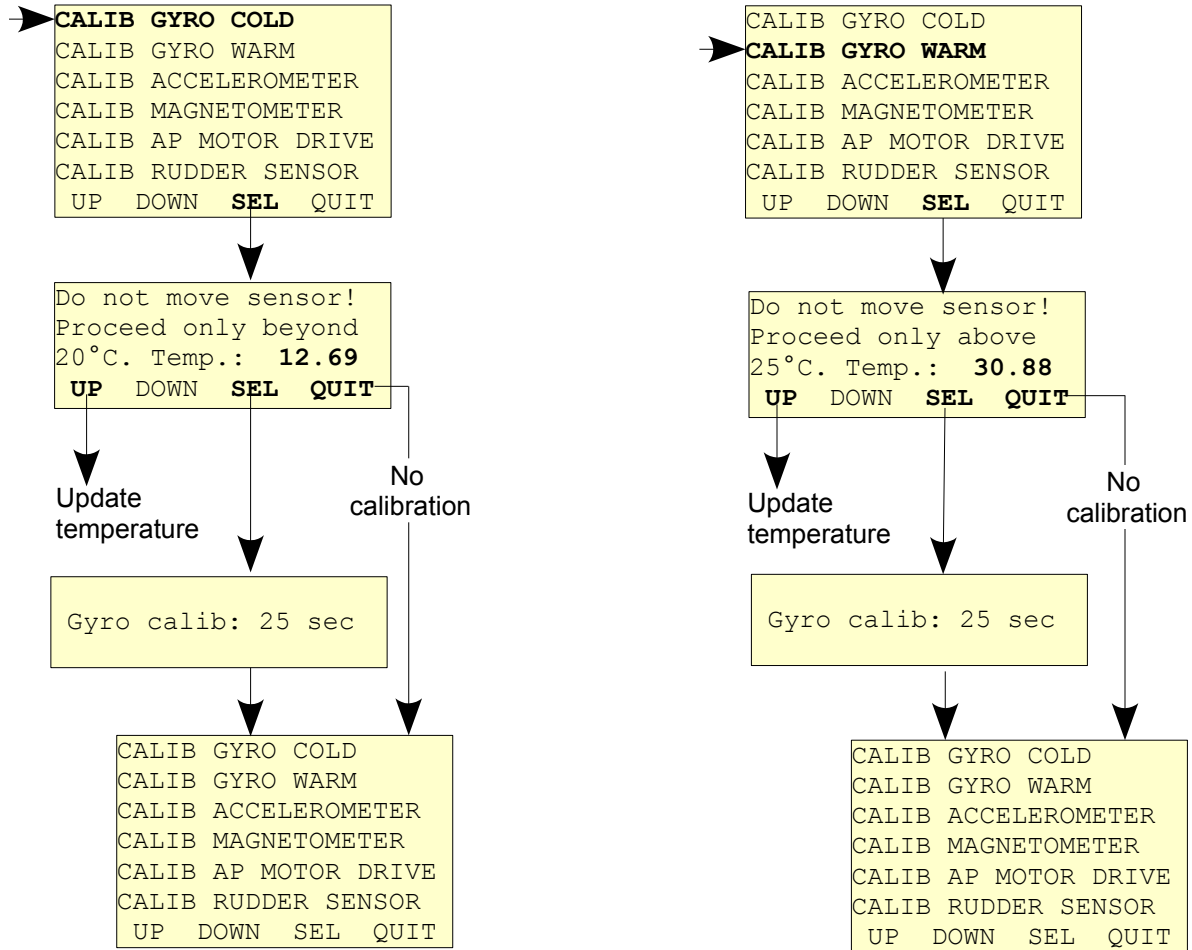 CALIB GYRO COLD
CALIB GYRO WARM
CALIB ACCELEROMETER
CALIB MAGNETOMETER
CALIB AP MOTOR DRIVE
CALIB RUDDER SENSOR
UP DOWN SEL QUIT
Do not move sensor!
Proceed only beyond
20°C. Temp.: 12.69
UP DOWN SEL QUIT
Update
temperature
No
calibration
Gyro calib: 25 sec
CALIB GYRO COLD
CALIB GYRO WARM
CALIB ACCELEROMETER
CALIB MAGNETOMETER
CALIB AP MOTOR DRIVE
CALIB RUDDER SENSOR
UP DOWN SEL QUIT
CALIB GYRO COLD
CALIB GYRO WARM
CALIB ACCELEROMETER
CALIB MAGNETOMETER
CALIB AP MOTOR DRIVE
CALIB RUDDER SENSOR
UP DOWN SEL QUIT
Do not move sensor!
Proceed only above
25°C. Temp.: 30.88
UP DOWN SEL QUIT
Update
temperature
No
calibration
Gyro calib: 25 sec
CALIB GYRO COLD
CALIB GYRO WARM
CALIB ACCELEROMETER
CALIB MAGNETOMETER
CALIB AP MOTOR DRIVE
CALIB RUDDER SENSOR
UP DOWN SEL QUIT